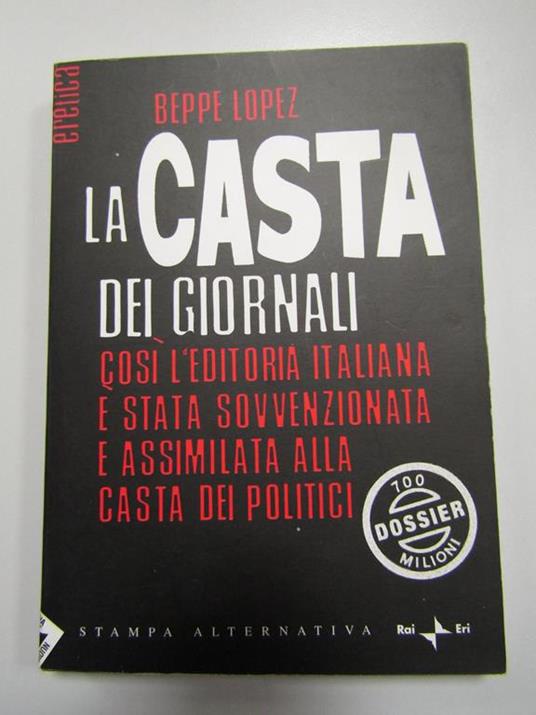 eretica
BEPPE LOPEZ
LA CASTA
DEI GIORNALI
COSÌ L'EDITORIA ITALIANA
È STATA SOVVENZIONATA
E ASSIMILATA ALLA
CASTA DEI POLITICI
700
DOSSIER
MILIONI
STAMPA ALTERNATIVA
Rai Eri